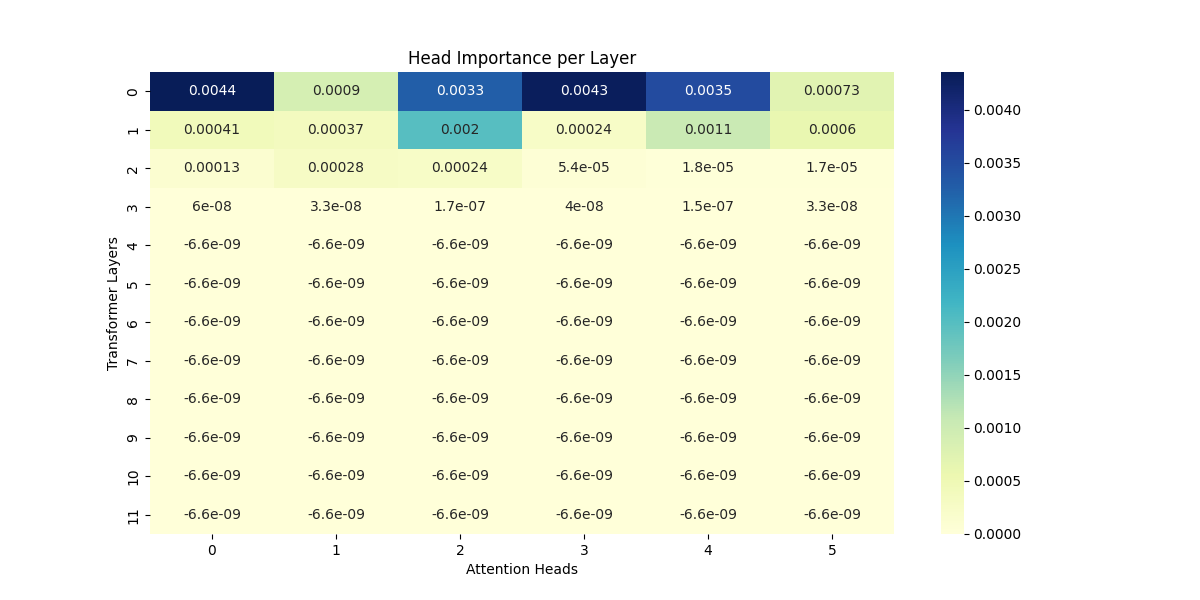 Head Importance per Layer
0 0.0044 0.0009 0.0033 0.0043 0.0035 0.00073
1 0.00041 0.00037 0.002 0.00024 0.0011 0.0006
2 0.00013 0.00028 0.00024 5.4e-05 1.8e-05 1.7e-05
3 6e-08 3.3e-08 1.7e-07 4e-08 1.5e-07 3.3e-08
4 -6.6e-09 -6.6e-09 -6.6e-09 -6.6e-09 -6.6e-09 -6.6e-09
5 -6.6e-09 -6.6e-09 -6.6e-09 -6.6e-09 -6.6e-09 -6.6e-09
6 -6.6e-09 -6.6e-09 -6.6e-09 -6.6e-09 -6.6e-09 -6.6e-09
7 -6.6e-09 -6.6e-09 -6.6e-09 -6.6e-09 -6.6e-09 -6.6e-09
8 -6.6e-09 -6.6e-09 -6.6e-09 -6.6e-09 -6.6e-09 -6.6e-09
9 -6.6e-09 -6.6e-09 -6.6e-09 -6.6e-09 -6.6e-09 -6.6e-09
10 -6.6e-09 -6.6e-09 -6.6e-09 -6.6e-09 -6.6e-09 -6.6e-09
11 -6.6e-09 -6.6e-09 -6.6e-09 -6.6e-09 -6.6e-09 -6.6e-09
0 1 2 3 4 5
Attention Heads
Transformer Layers
0.0040
0.0035
0.0030
0.0025
0.0020
0.0015
0.0010
0.0005
0.0000